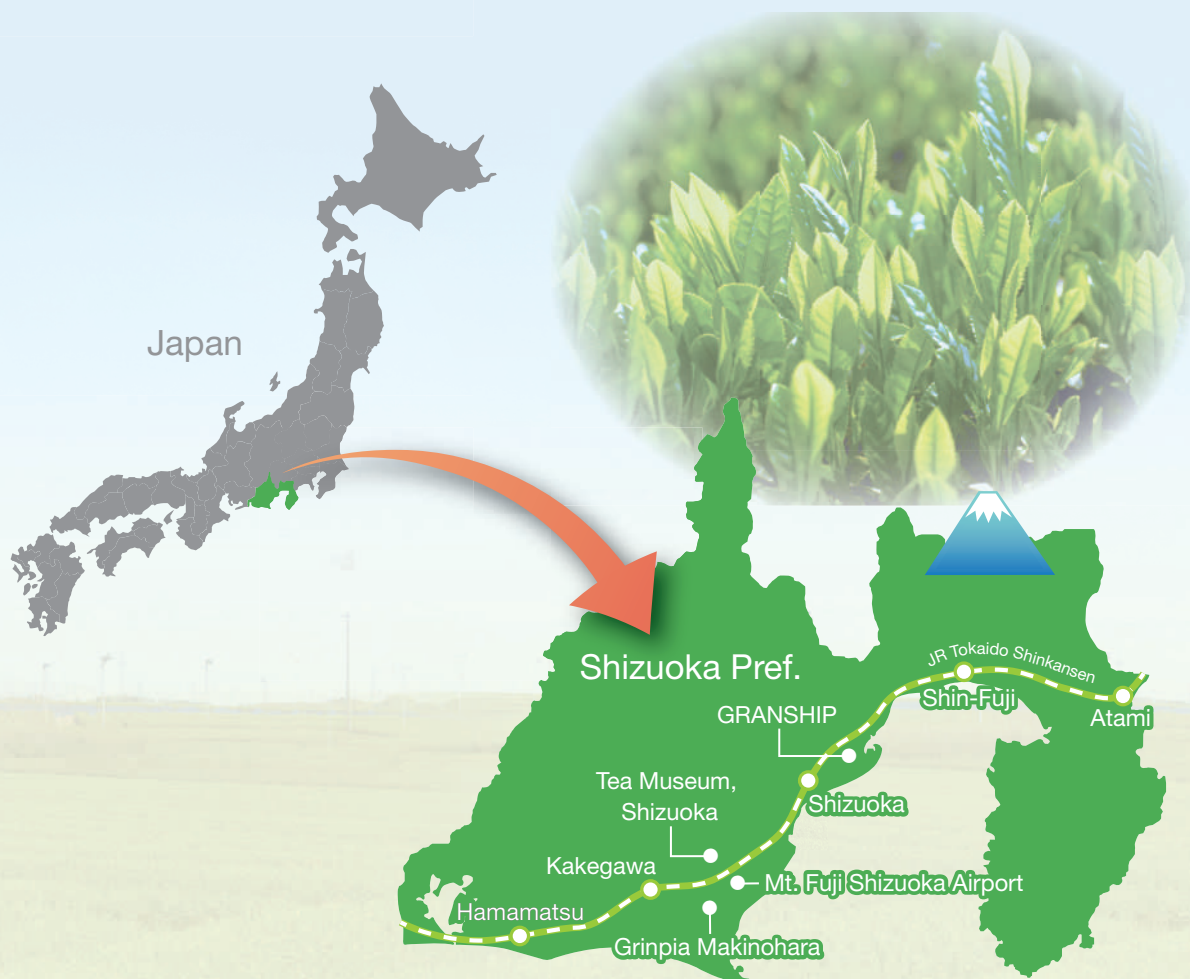 Japan
Shizuoka Pref.
JR Tokaido Shinkansen
Shin-Fuji
Atami
GRANSHIP
Tea Museum,
Shizuoka
Shizuoka
Kakegawa
Mt. Fuji Shizuoka Airport
Hamamatsu
Grinpia Makinohara